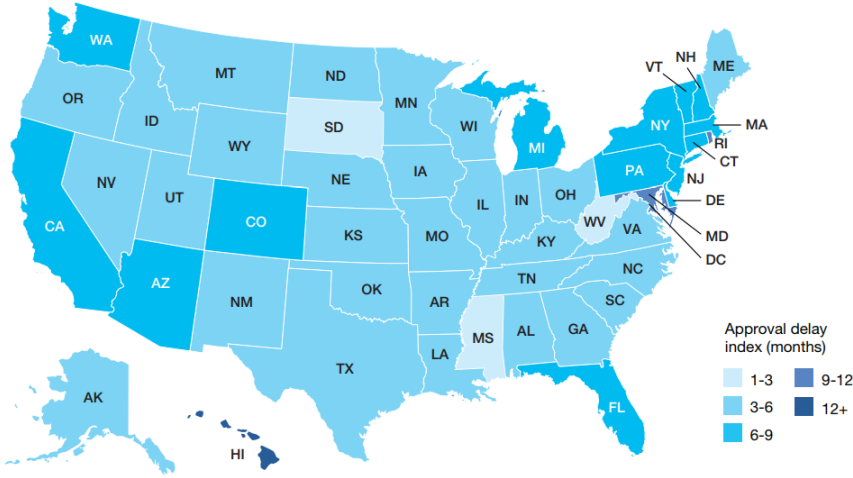 WA
MT
ND
MN
OR
ID
SD
WI
WY
MI
IA
NE
NV
UT
CO
KS
MO
IL
IN
OH
PA
NY
VT
NH
ME
MA
RI
CT
NJ
DE
MD
DC
WV
VA
KY
CA
AZ
NM
OK
AR
TN
NC
SC
MS
AL
GA
LA
TX
FL
AK
HI
Approval delay
index (months)
1-3
3-6
6-9
9-12
12+